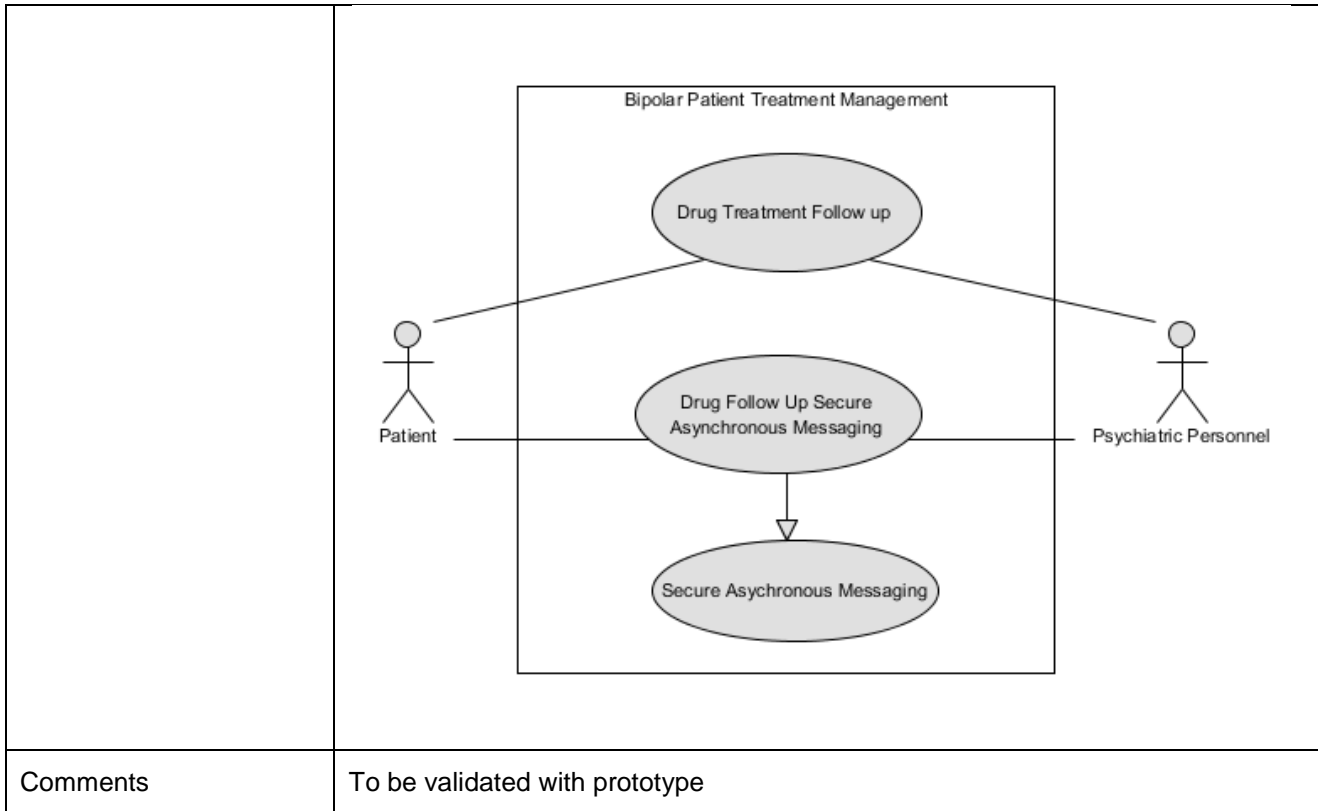 Bipolar Patient Treatment Management
Drug Treatment Follow up
Drug Follow Up Secure
Asynchronous Messaging
Patient
Psychiatric Personnel
Secure Asychronous Messaging
Comments
To be validated with prototype